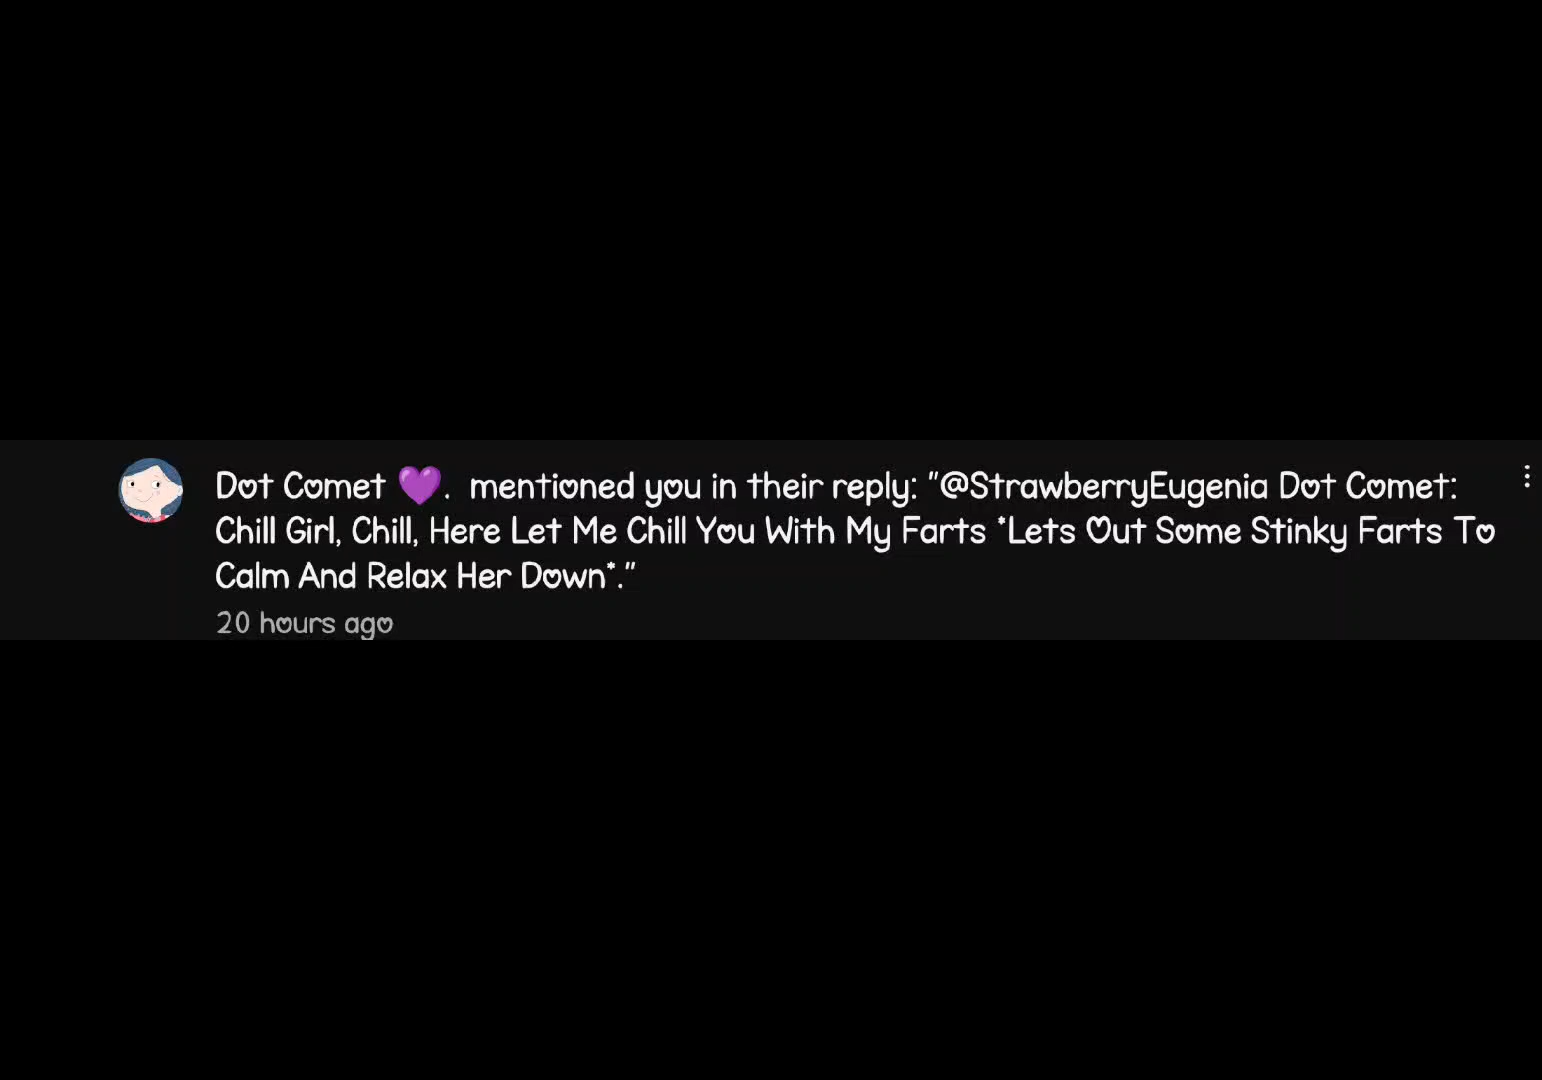 Dot Comet 💜.  mentioned you in their reply: "@StrawberryEugenia Dot Comet:
Chill Girl, Chill, Here Let Me Chill You With My Farts *Lets Out Some Stinky Farts To
Calm And Relax Her Down*."
20 hours ago